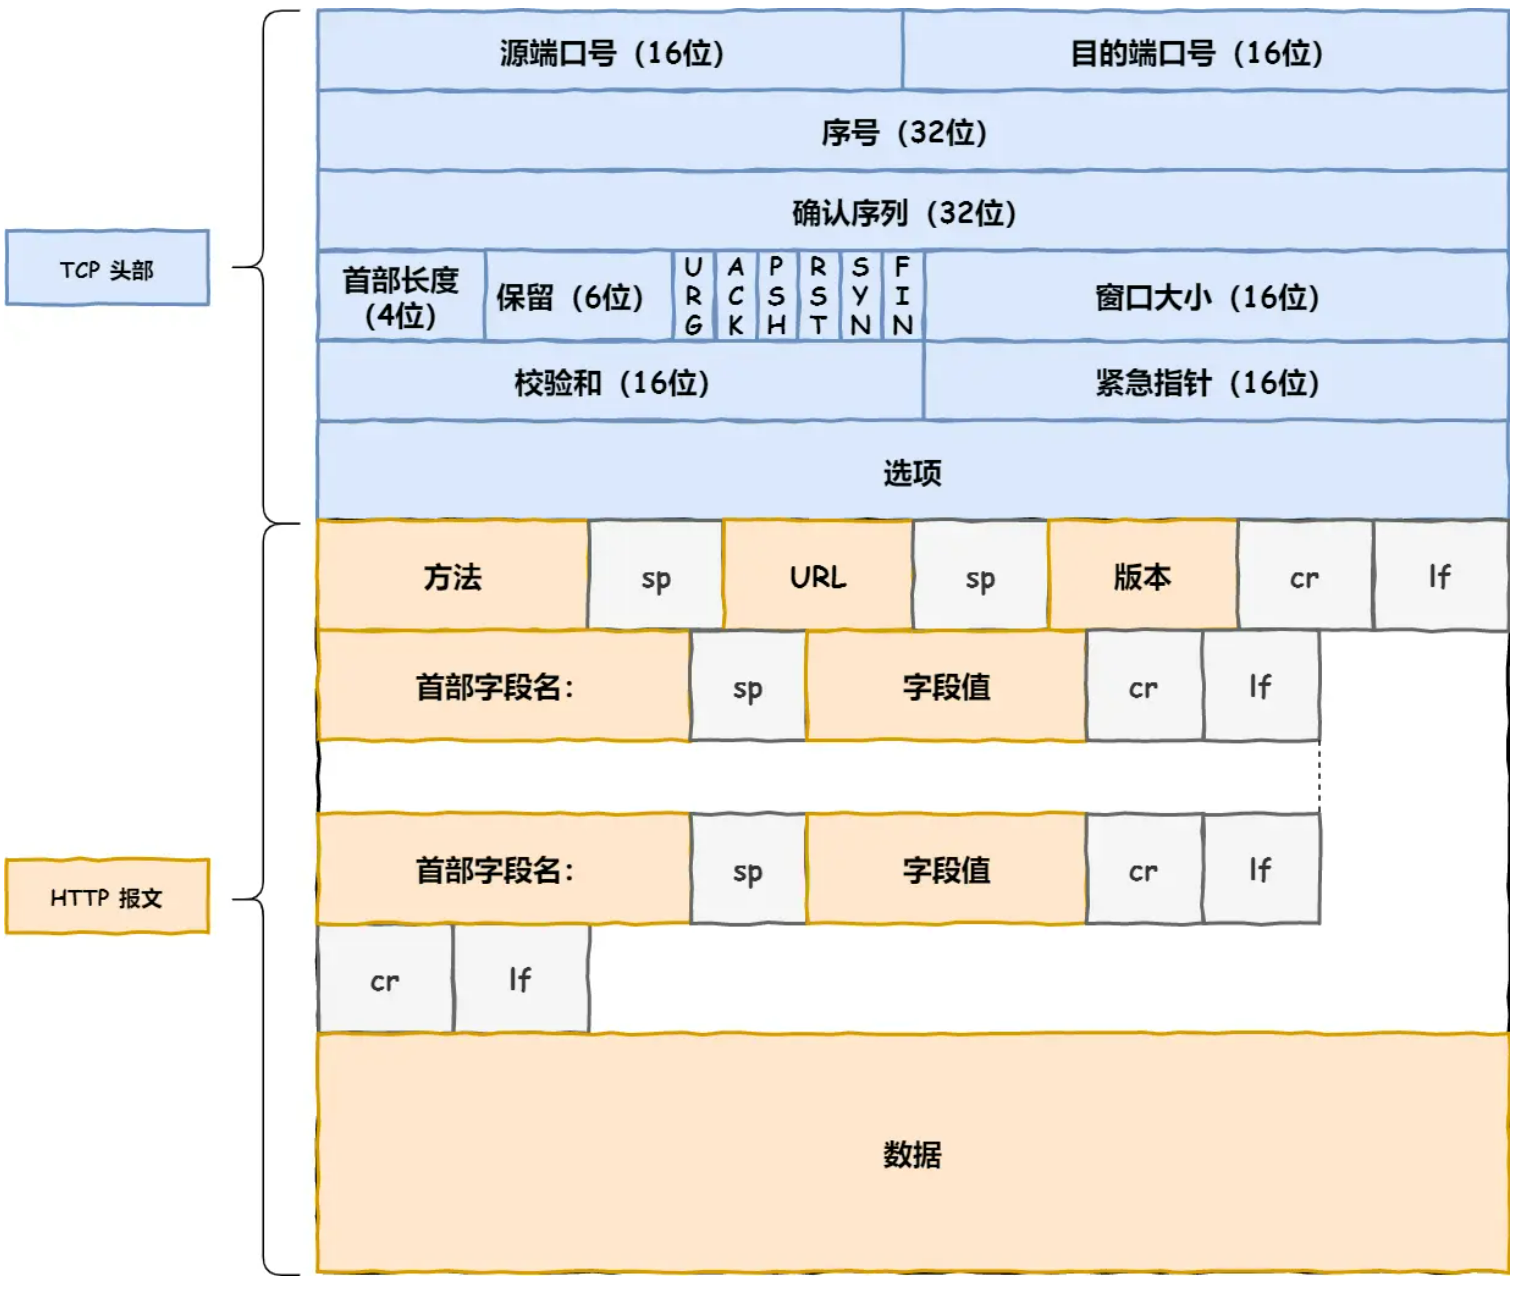 源端口号（16位）
目的端口号（16位）
序号（32位）
确认序列（32位）
TCP 头部
首部长度
（4位）
保留（6位）
URG
ACK
PSH
RST
SYN
FIN
窗口大小（16位）
校验和（16位）
紧急指针（16位）
选项
方法
sp
URL
sp
版本
cr
lf
首部字段名：
sp
字段值
cr
lf
HTTP 报文
首部字段名：
sp
字段值
cr
lf
cr
lf
数据